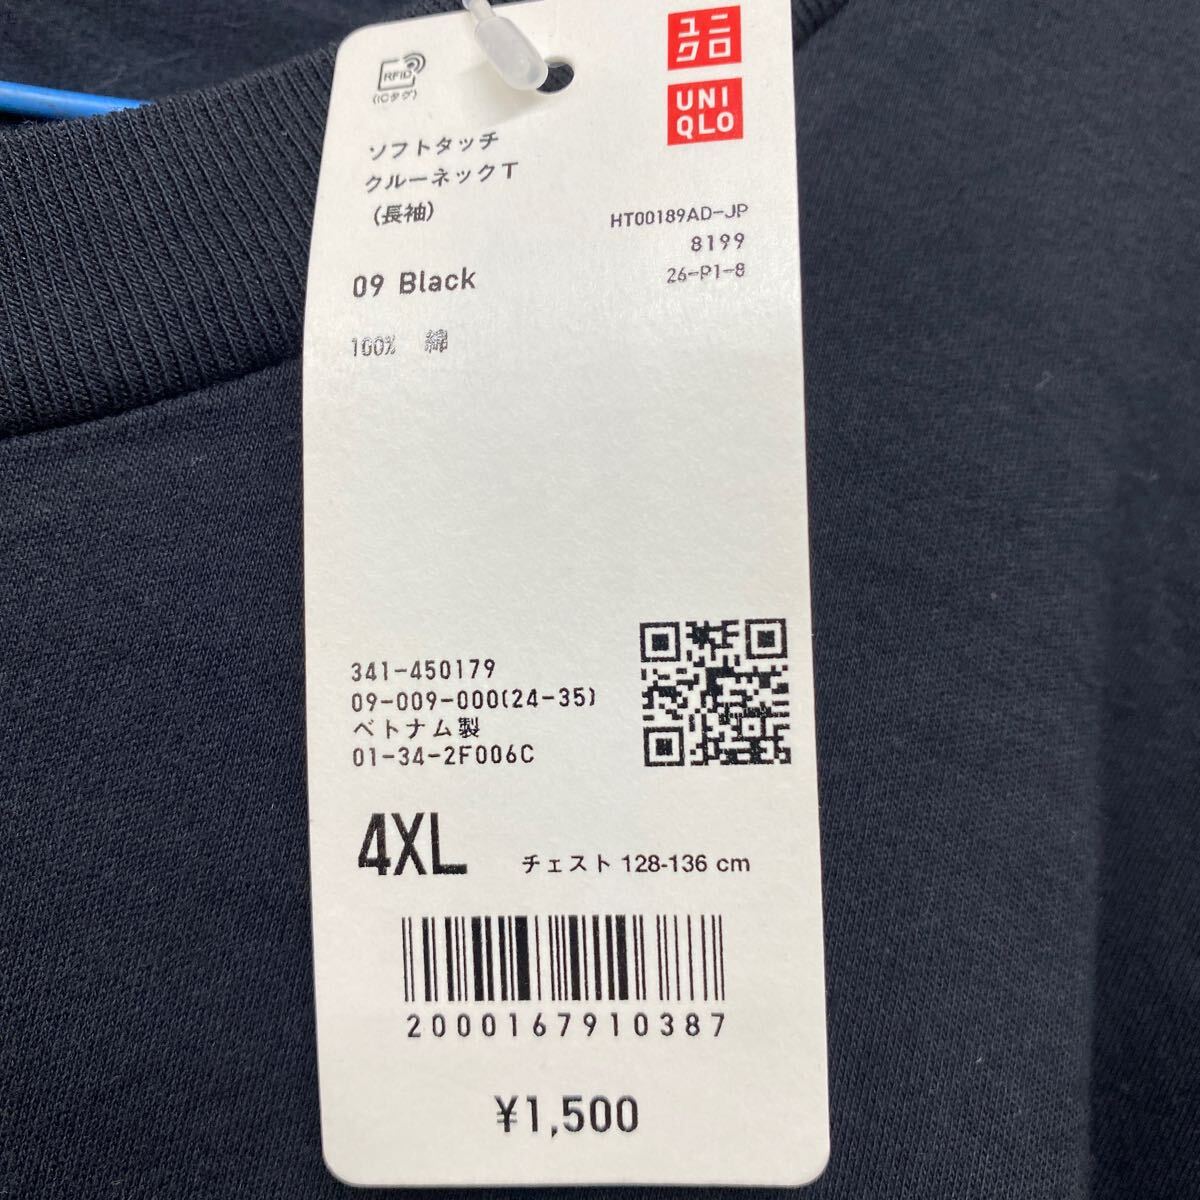 RFID
(ICタグ)
ユニ
クロ
UNI
QLO
ソフトタッチ
クルーネックT
(長袖)
HT00189AD-JP
8199
26-P1-8
09 Black
100% 綿
341-450179
09-009-000(24-35)
ベトナム製
01-34-2F006C
4XL チェスト 128-136 cm
2000167910387
¥1,500